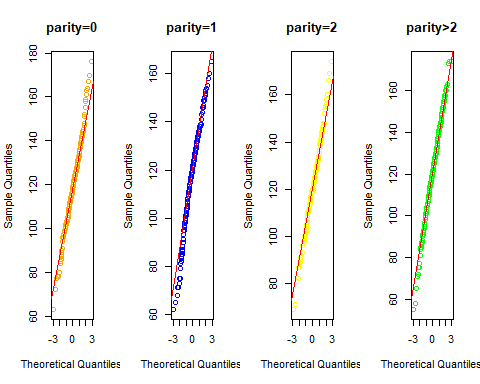 parity=0
Sample Quantiles
60 80 100 120 140 160 180
-3 0 3
Theoretical Quantiles
parity=1
Sample Quantiles
60 80 100 120 140 160
-3 0 3
Theoretical Quantiles
parity=2
Sample Quantiles
80 100 120 140 160
-3 0 3
Theoretical Quantiles
parity>2
Sample Quantiles
60 80 100 120 140 160
-3 0 3
Theoretical Quantiles